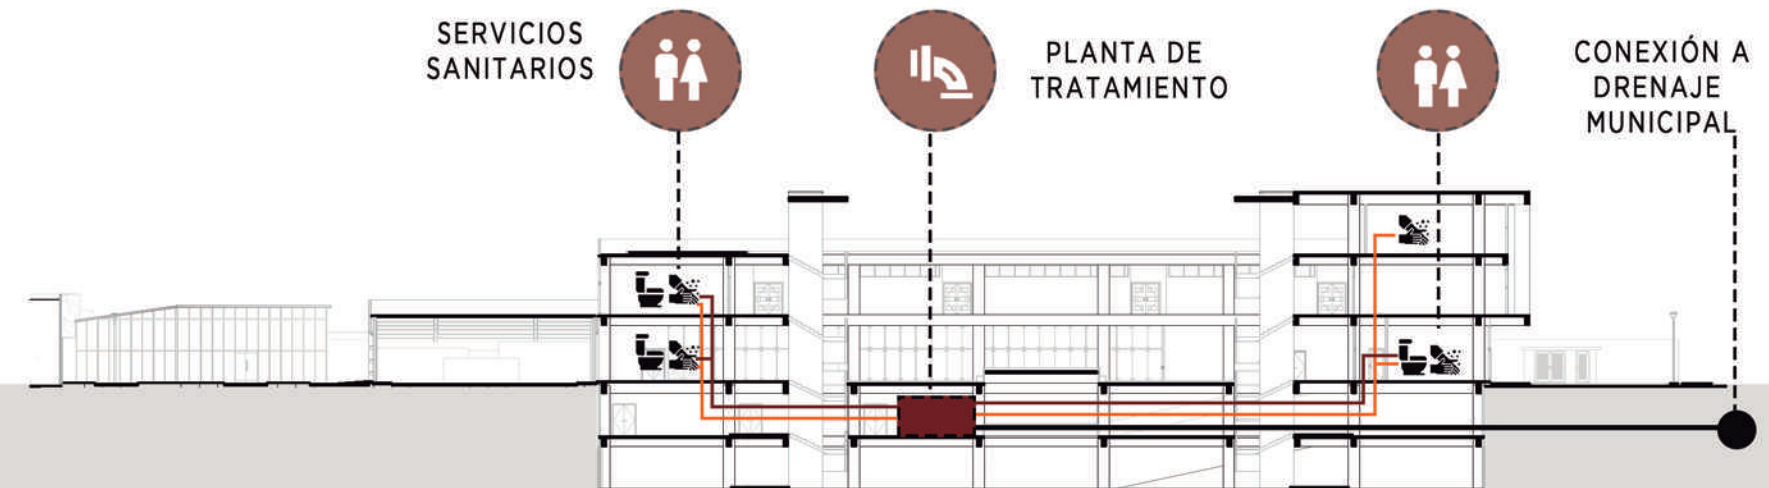 SERVICIOS
SANITARIOS
PLANTA DE
TRATAMIENTO
CONEXIÓN A
DRENAJE
MUNICIPAL